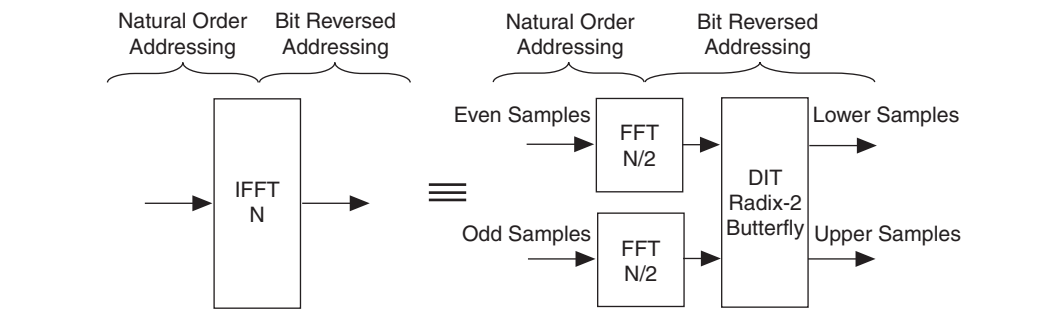 Natural Order Addressing
Bit Reversed Addressing
IFFT
N
Natural Order Addressing
Bit Reversed Addressing
Even Samples
FFT
N/2
Odd Samples
FFT
N/2
DIT
Radix-2
Butterfly
Lower Samples
Upper Samples